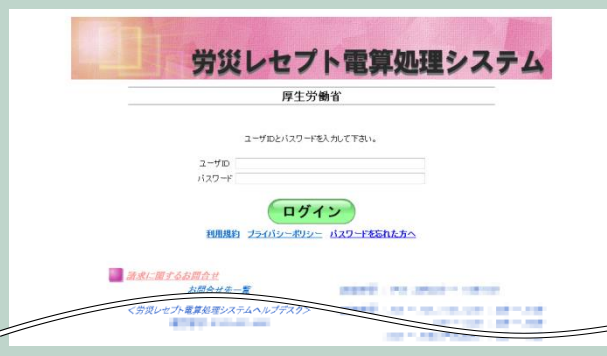 労災レセプト電算処理システム
厚生労働省
ユーザIDとパスワードを入力して下さい。
ユーザID
パスワード
ログイン
利用規約 プライバシーポリシー パスワードを忘れた方へ
請求に関するお問合せ
お問合せ先一覧
＜労災レセプト電算処理システムヘルプデスク＞